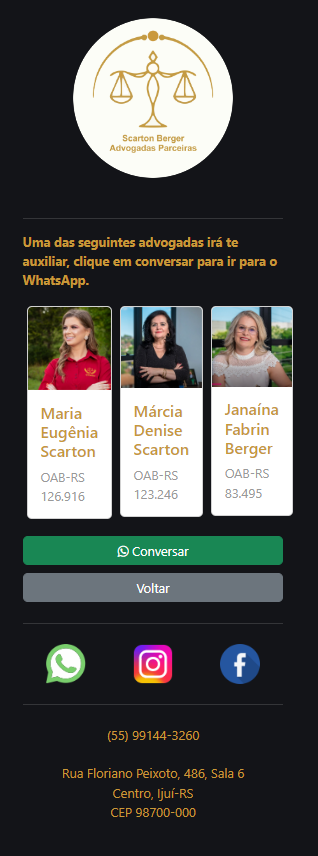 Scarton Berger
Advogadas Parceiras
Uma das seguintes advogadas irá te
auxiliar, clique em conversar para ir para o
WhatsApp.
Maria
Eugênia
Scarton
OAB-RS
126.916
Márcia
Denise
Scarton
OAB-RS
123.246
Janaína
Fabrin
Berger
OAB-RS
83.495
Conversar
Voltar
(55) 99144-3260
Rua Floriano Peixoto, 486, Sala 6
Centro, Ijuí-RS
CEP 98700-000